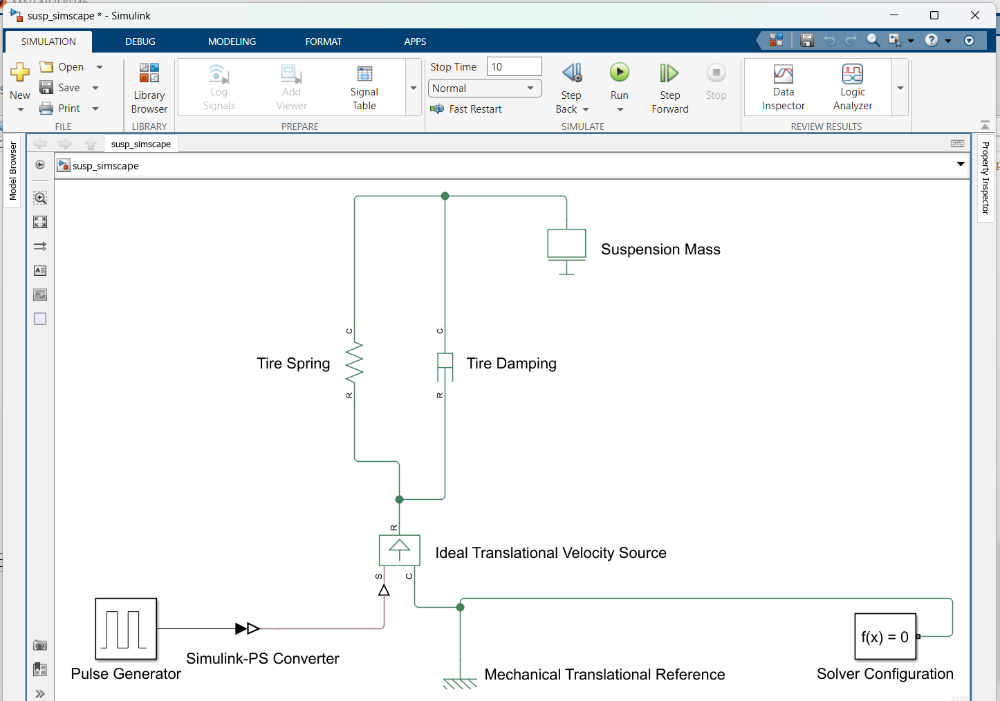 susp_simscape * - Simulink
SIMULATION
DEBUG
MODELING
FORMAT
APPS
New
Open
Save
Print
FILE
Library
Browser
LIBRARY
Log
Signals
Add
Viewer
Signal
Table
PREPARE
Stop Time
10
Normal
Fast Restart
Step
Back
Run
Step
Forward
Stop
SIMULATE
Data
Inspector
Logic
Analyzer
REVIEW RESULTS
Model Browser
susp_simscape
susp_simscape
Property Inspector
Suspension Mass
C
C
Tire Spring
Tire Damping
R
R
R
Ideal Translational Velocity Source
S
C
f(x) = 0
Simulink-PS Converter
Pulse Generator
Mechanical Translational Reference
Solver Configuration